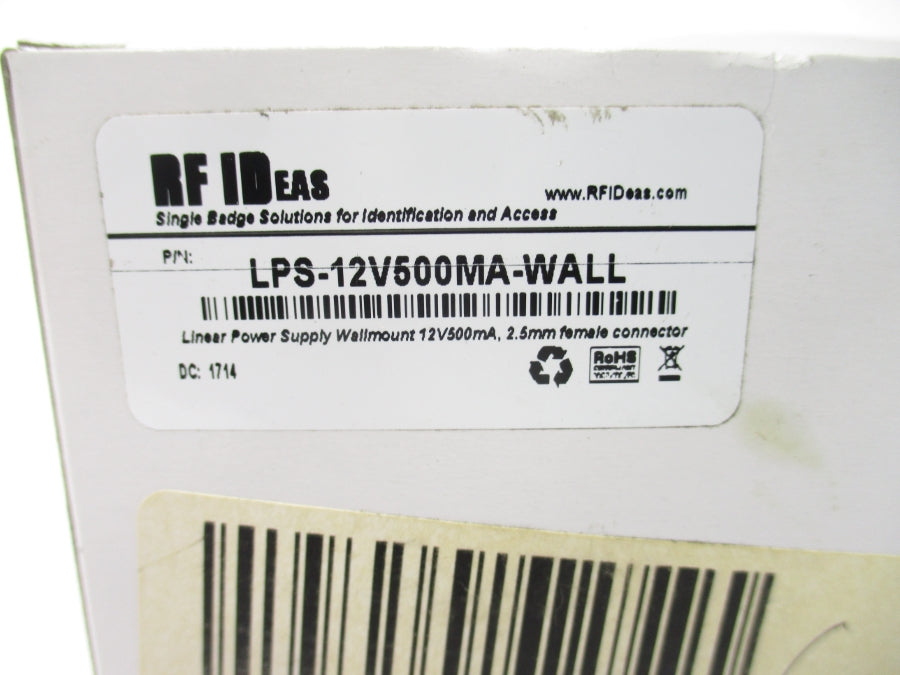 RF IDEAS
www.RFIDeas.com
Single Badge Solutions for Identification and Access
P/N:
LPS-12V500MA-WALL
Linear Power Supply Wallmount 12V500mA, 2.5mm female connector
DC: 1714
RoHS